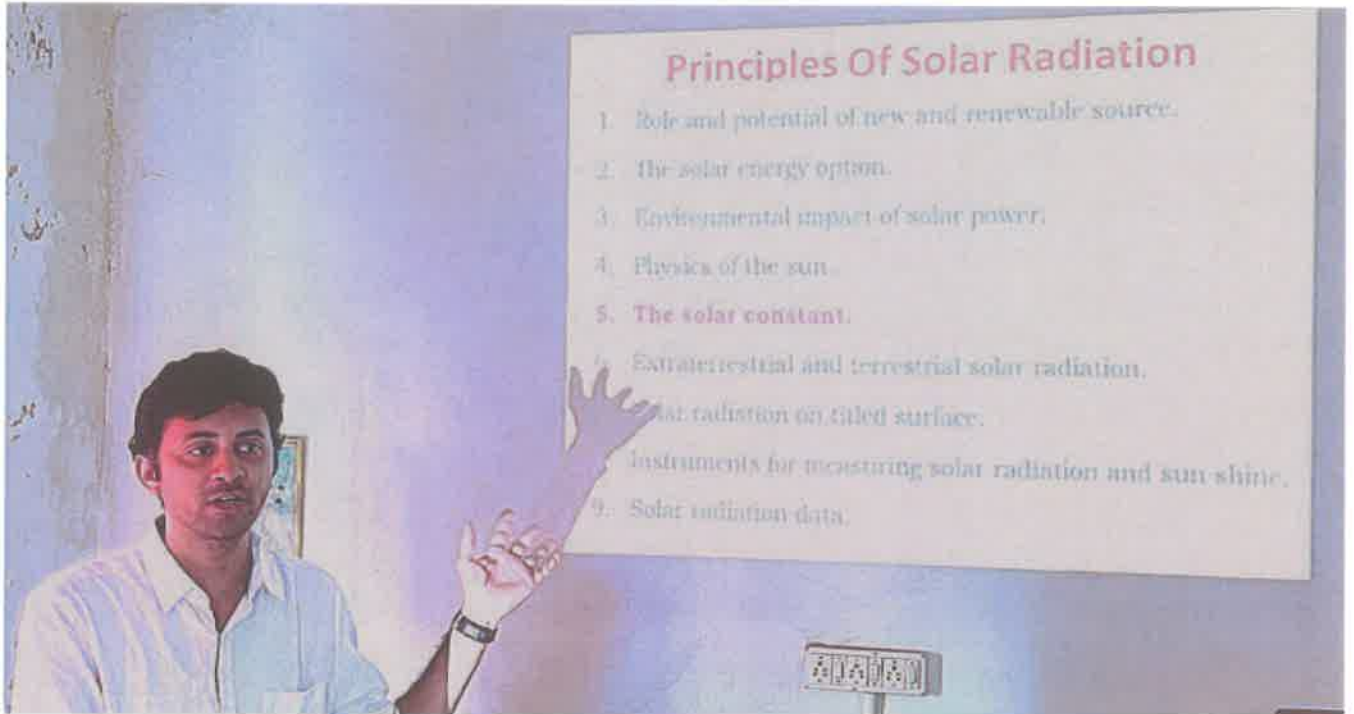 Principles Of Solar Radiation
1. Role and potential of new and renewable source.
2. The solar energy option.
3. Environmental impact of solar power.
4. Physics of the sun.
5. The solar constant.
Extraterrestrial and terrestrial solar radiation.
radiation on titled surface.
Instruments for measuring solar radiation and sun shine.
9. Solar radiation data.